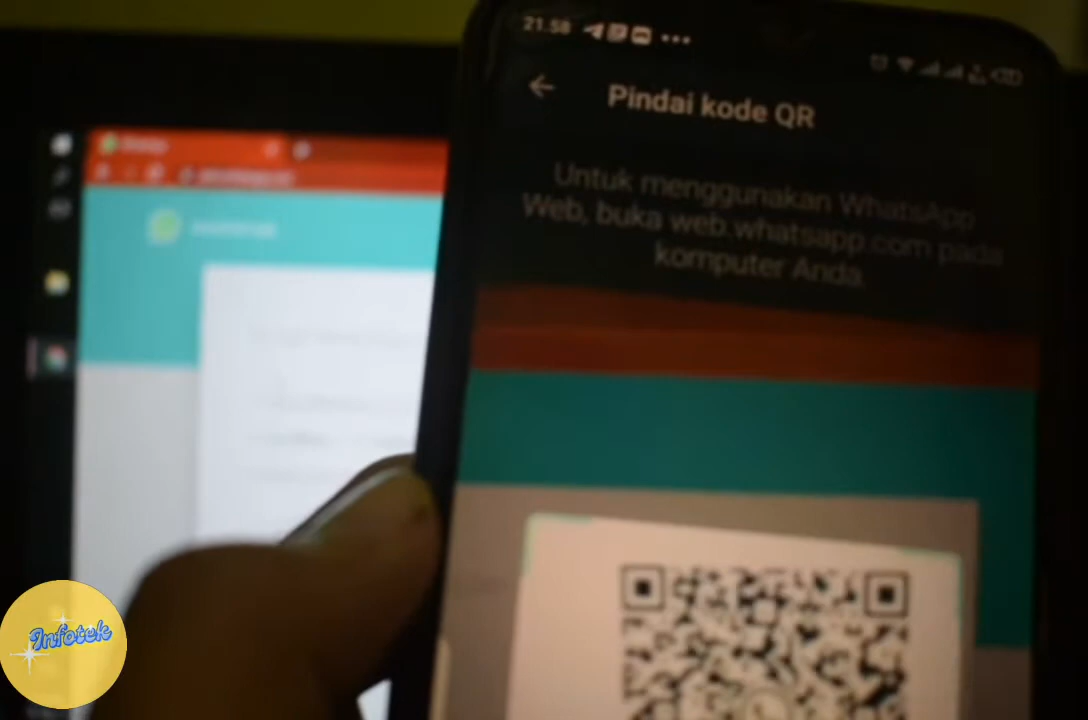 21.58
Pindai kode QR
Untuk menggunakan WhatsApp
Web, buka web.whatsapp.com pada
komputer Anda.
Infotek